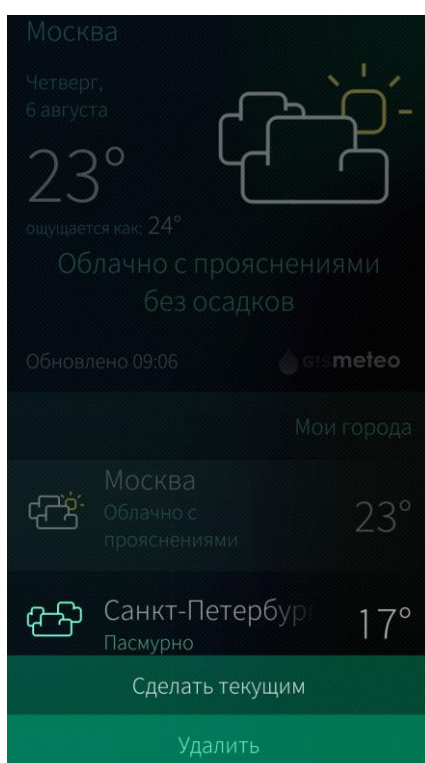 Москва
Четверг,
6 августа
23°
ощущается как: 24°
Облачно с прояснениями
без осадков
Обновлено 09:06
GISmeteo
Мои города
Москва
Облачно с
прояснениями
23°
Санкт-Петербург
Пасмурно
17°
Сделать текущим
Удалить